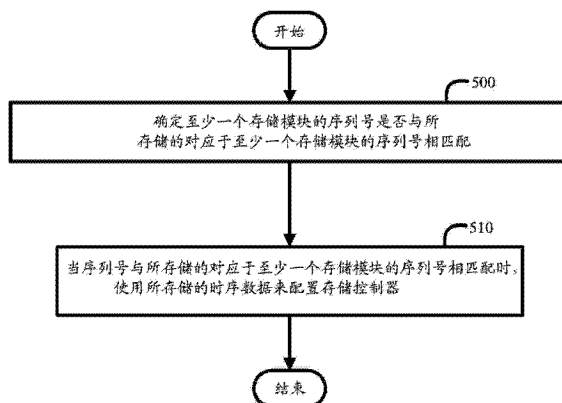 开始
500
确定至少一个存储模块的序列号是否与所
存储的对应于至少一个存储模块的序列号相匹配
510
当序列号与所存储的对应于至少一个存储模块的序列号相匹配时,
使用所存储的时序数据来配置存储控制器
结束